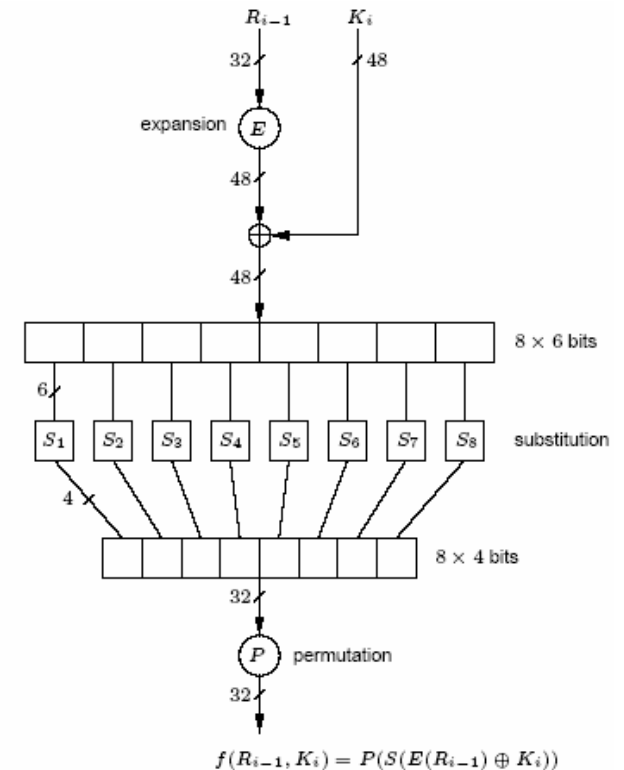 R_{i−1} K_i
32 48
expansion E
48
48
8 × 6 bits
6
S_1 S_2 S_3 S_4 S_5 S_6 S_7 S_8 substitution
4
8 × 4 bits
32
P permutation
32
f(R_{i−1}, K_i) = P(S(E(R_{i−1}) ⊕ K_i))